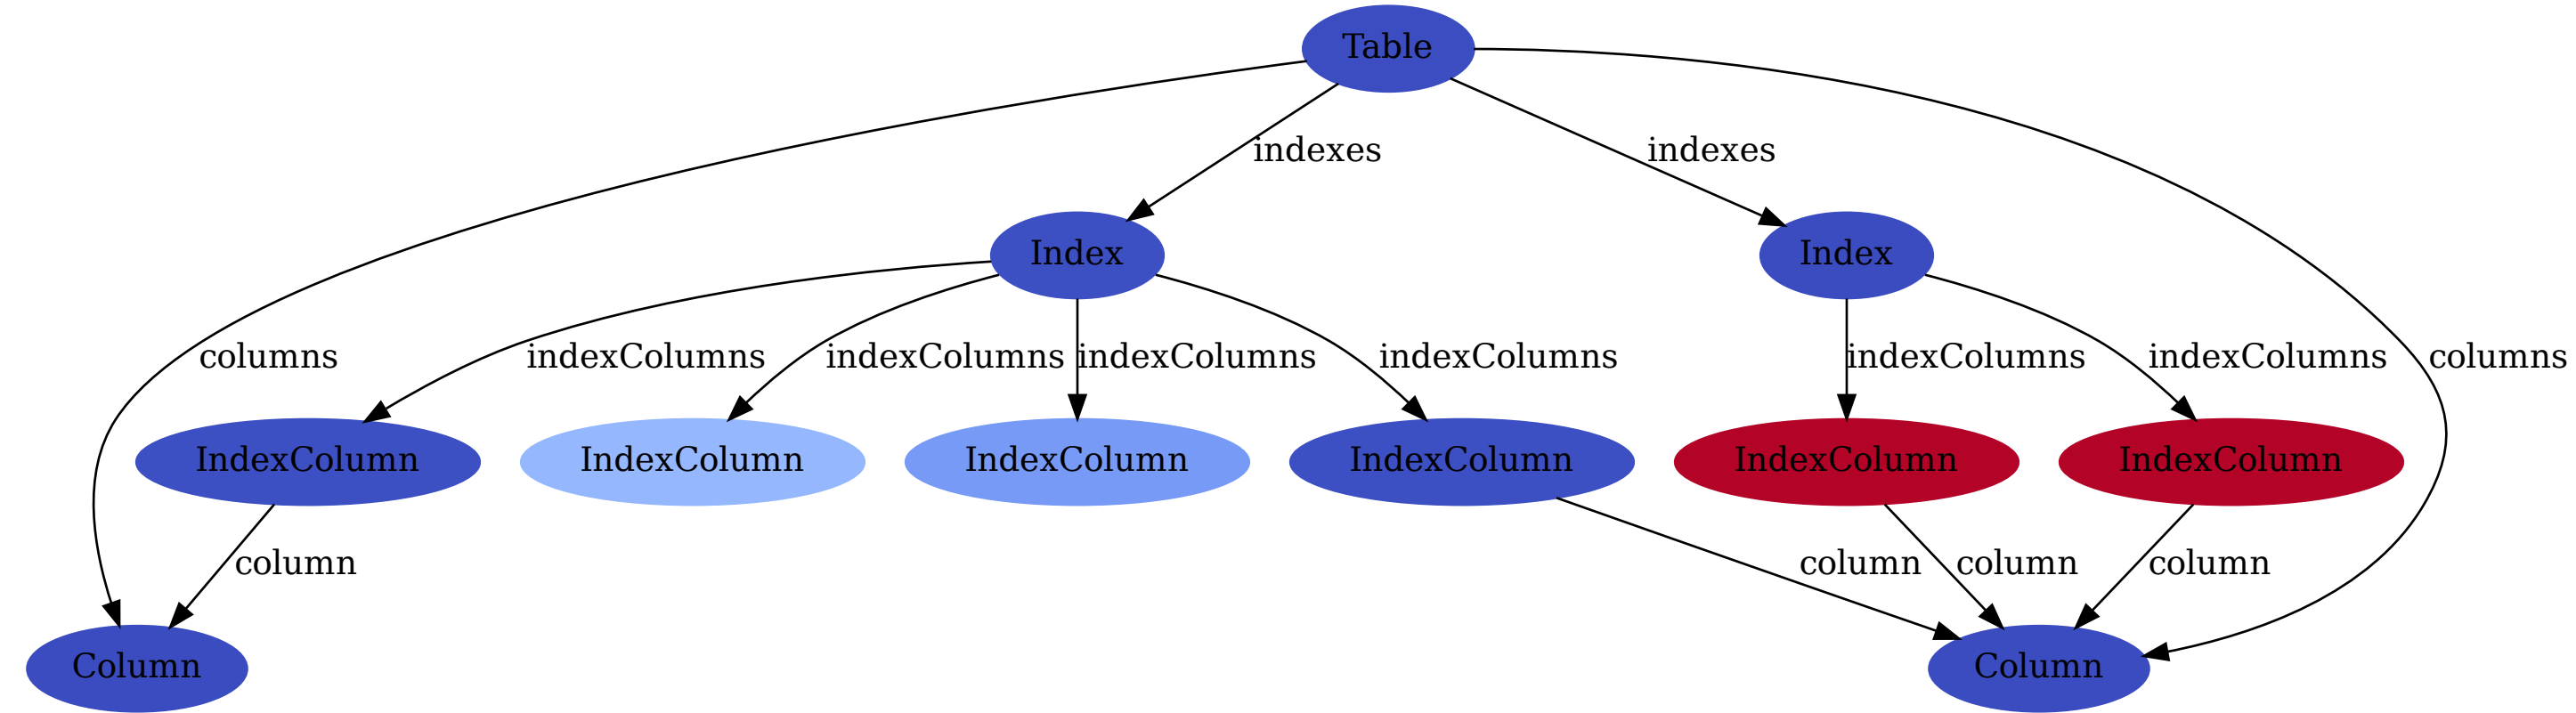 Table
indexes
indexes
Index
Index
columns
indexColumns
indexColumns
indexColumns
indexColumns
indexColumns
indexColumns
columns
IndexColumn
IndexColumn
IndexColumn
IndexColumn
IndexColumn
IndexColumn
column
column
column
column
Column
Column